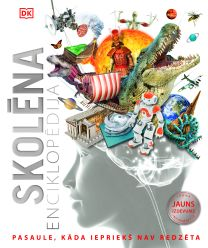 DK
SKOLĒNA
ENCIKLOPĒDIJA
JAUNS
IZDEVUMS
PASAULE, KĀDA IEPRIEKŠ NAV REDZĒTA